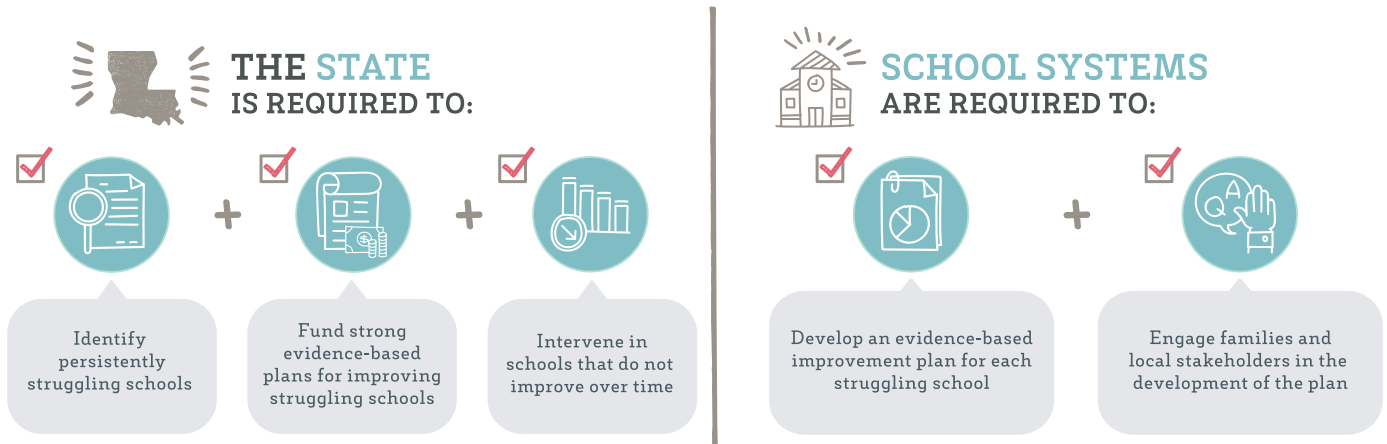 THE STATE
IS REQUIRED TO:
Identify
persistently
struggling schools
Fund strong
evidence-based
plans for improving
struggling schools
Intervene in
schools that do not
improve over time
SCHOOL SYSTEMS
ARE REQUIRED TO:
Develop an evidence-based
improvement plan for each
struggling school
Q A
Engage families and
local stakeholders in the
development of the plan